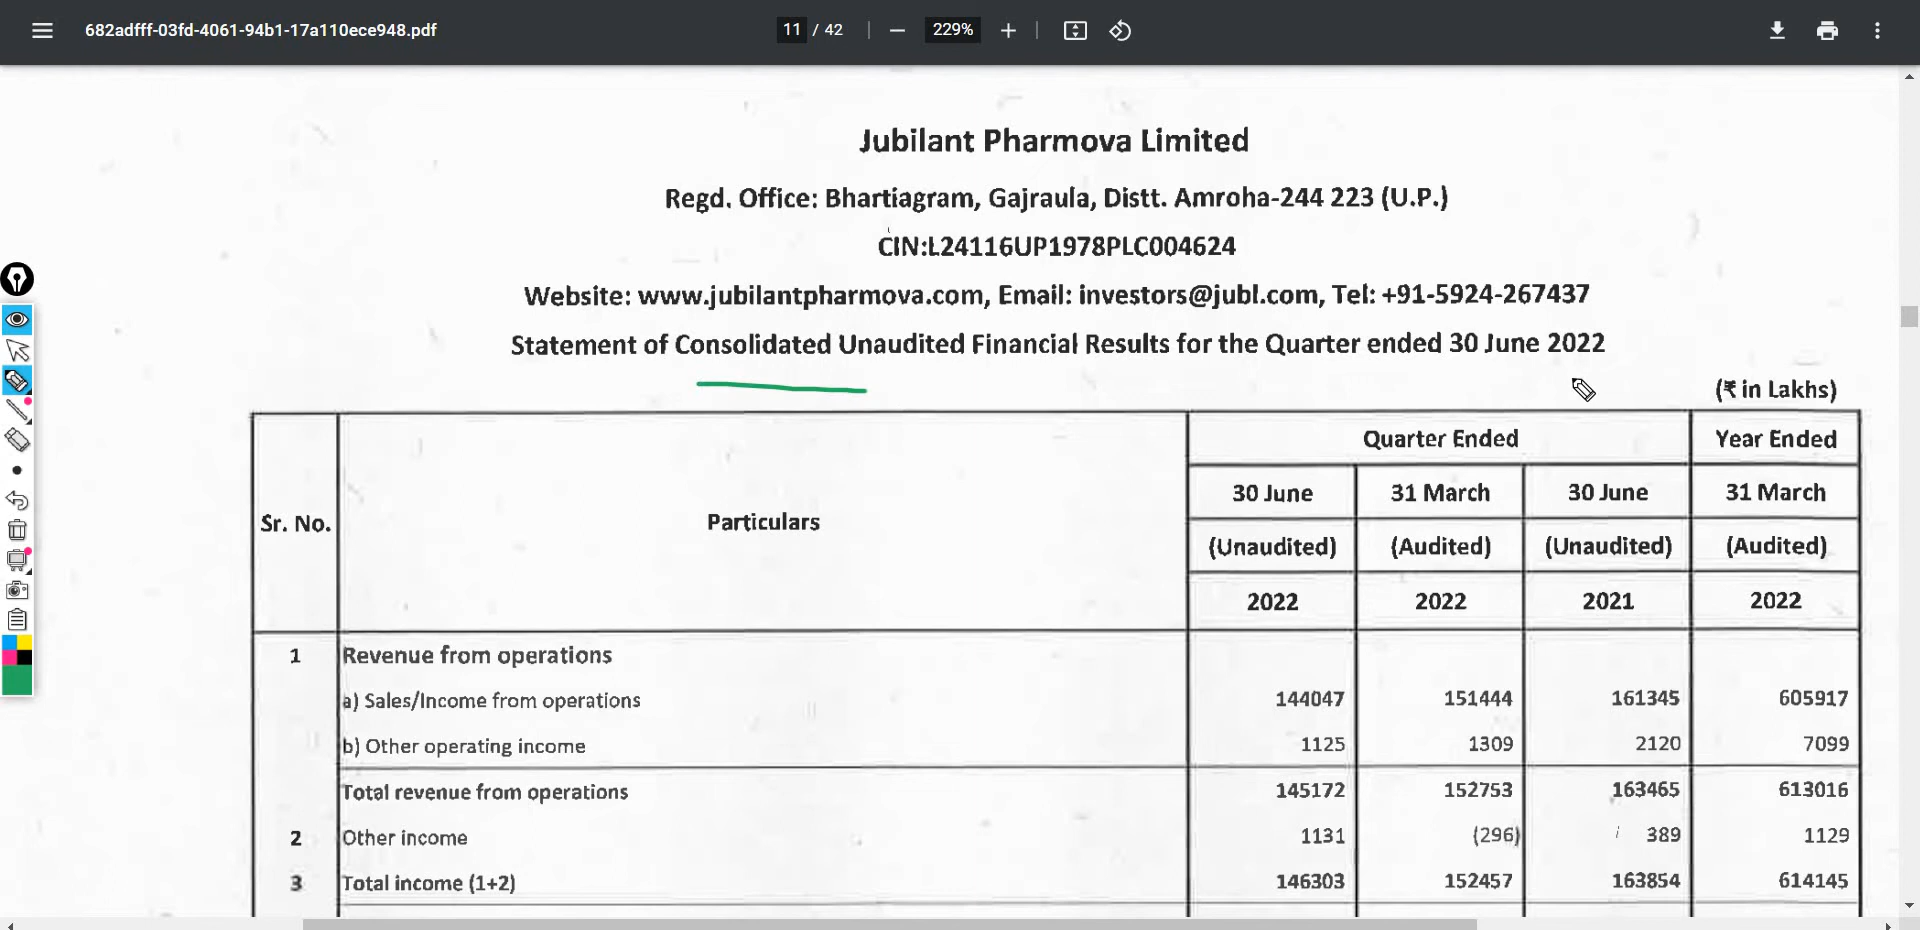 682adfff-03fd-4061-94b1-17a110ece948.pdf
11 / 42
229%
Jubilant Pharmova Limited
Regd. Office: Bhartiagram, Gajraula, Distt. Amroha-244 223 (U.P.)
CIN:L24116UP1978PLC004624
Website: www.jubilantpharmova.com, Email: investors@jubl.com, Tel: +91-5924-267437
Statement of Consolidated Unaudited Financial Results for the Quarter ended 30 June 2022
(₹ in Lakhs)
Sr. No. Particulars Quarter Ended Year Ended
30 June 31 March 30 June 31 March
(Unaudited) (Audited) (Unaudited) (Audited)
2022 2022 2021 2022
1 Revenue from operations
a) Sales/Income from operations 144047 151444 161345 605917
b) Other operating income 1125 1309 2120 7099
Total revenue from operations 145172 152753 163465 613016
2 Other income 1131 (296) 389 1129
3 Total income (1+2) 146303 152457 163854 614145